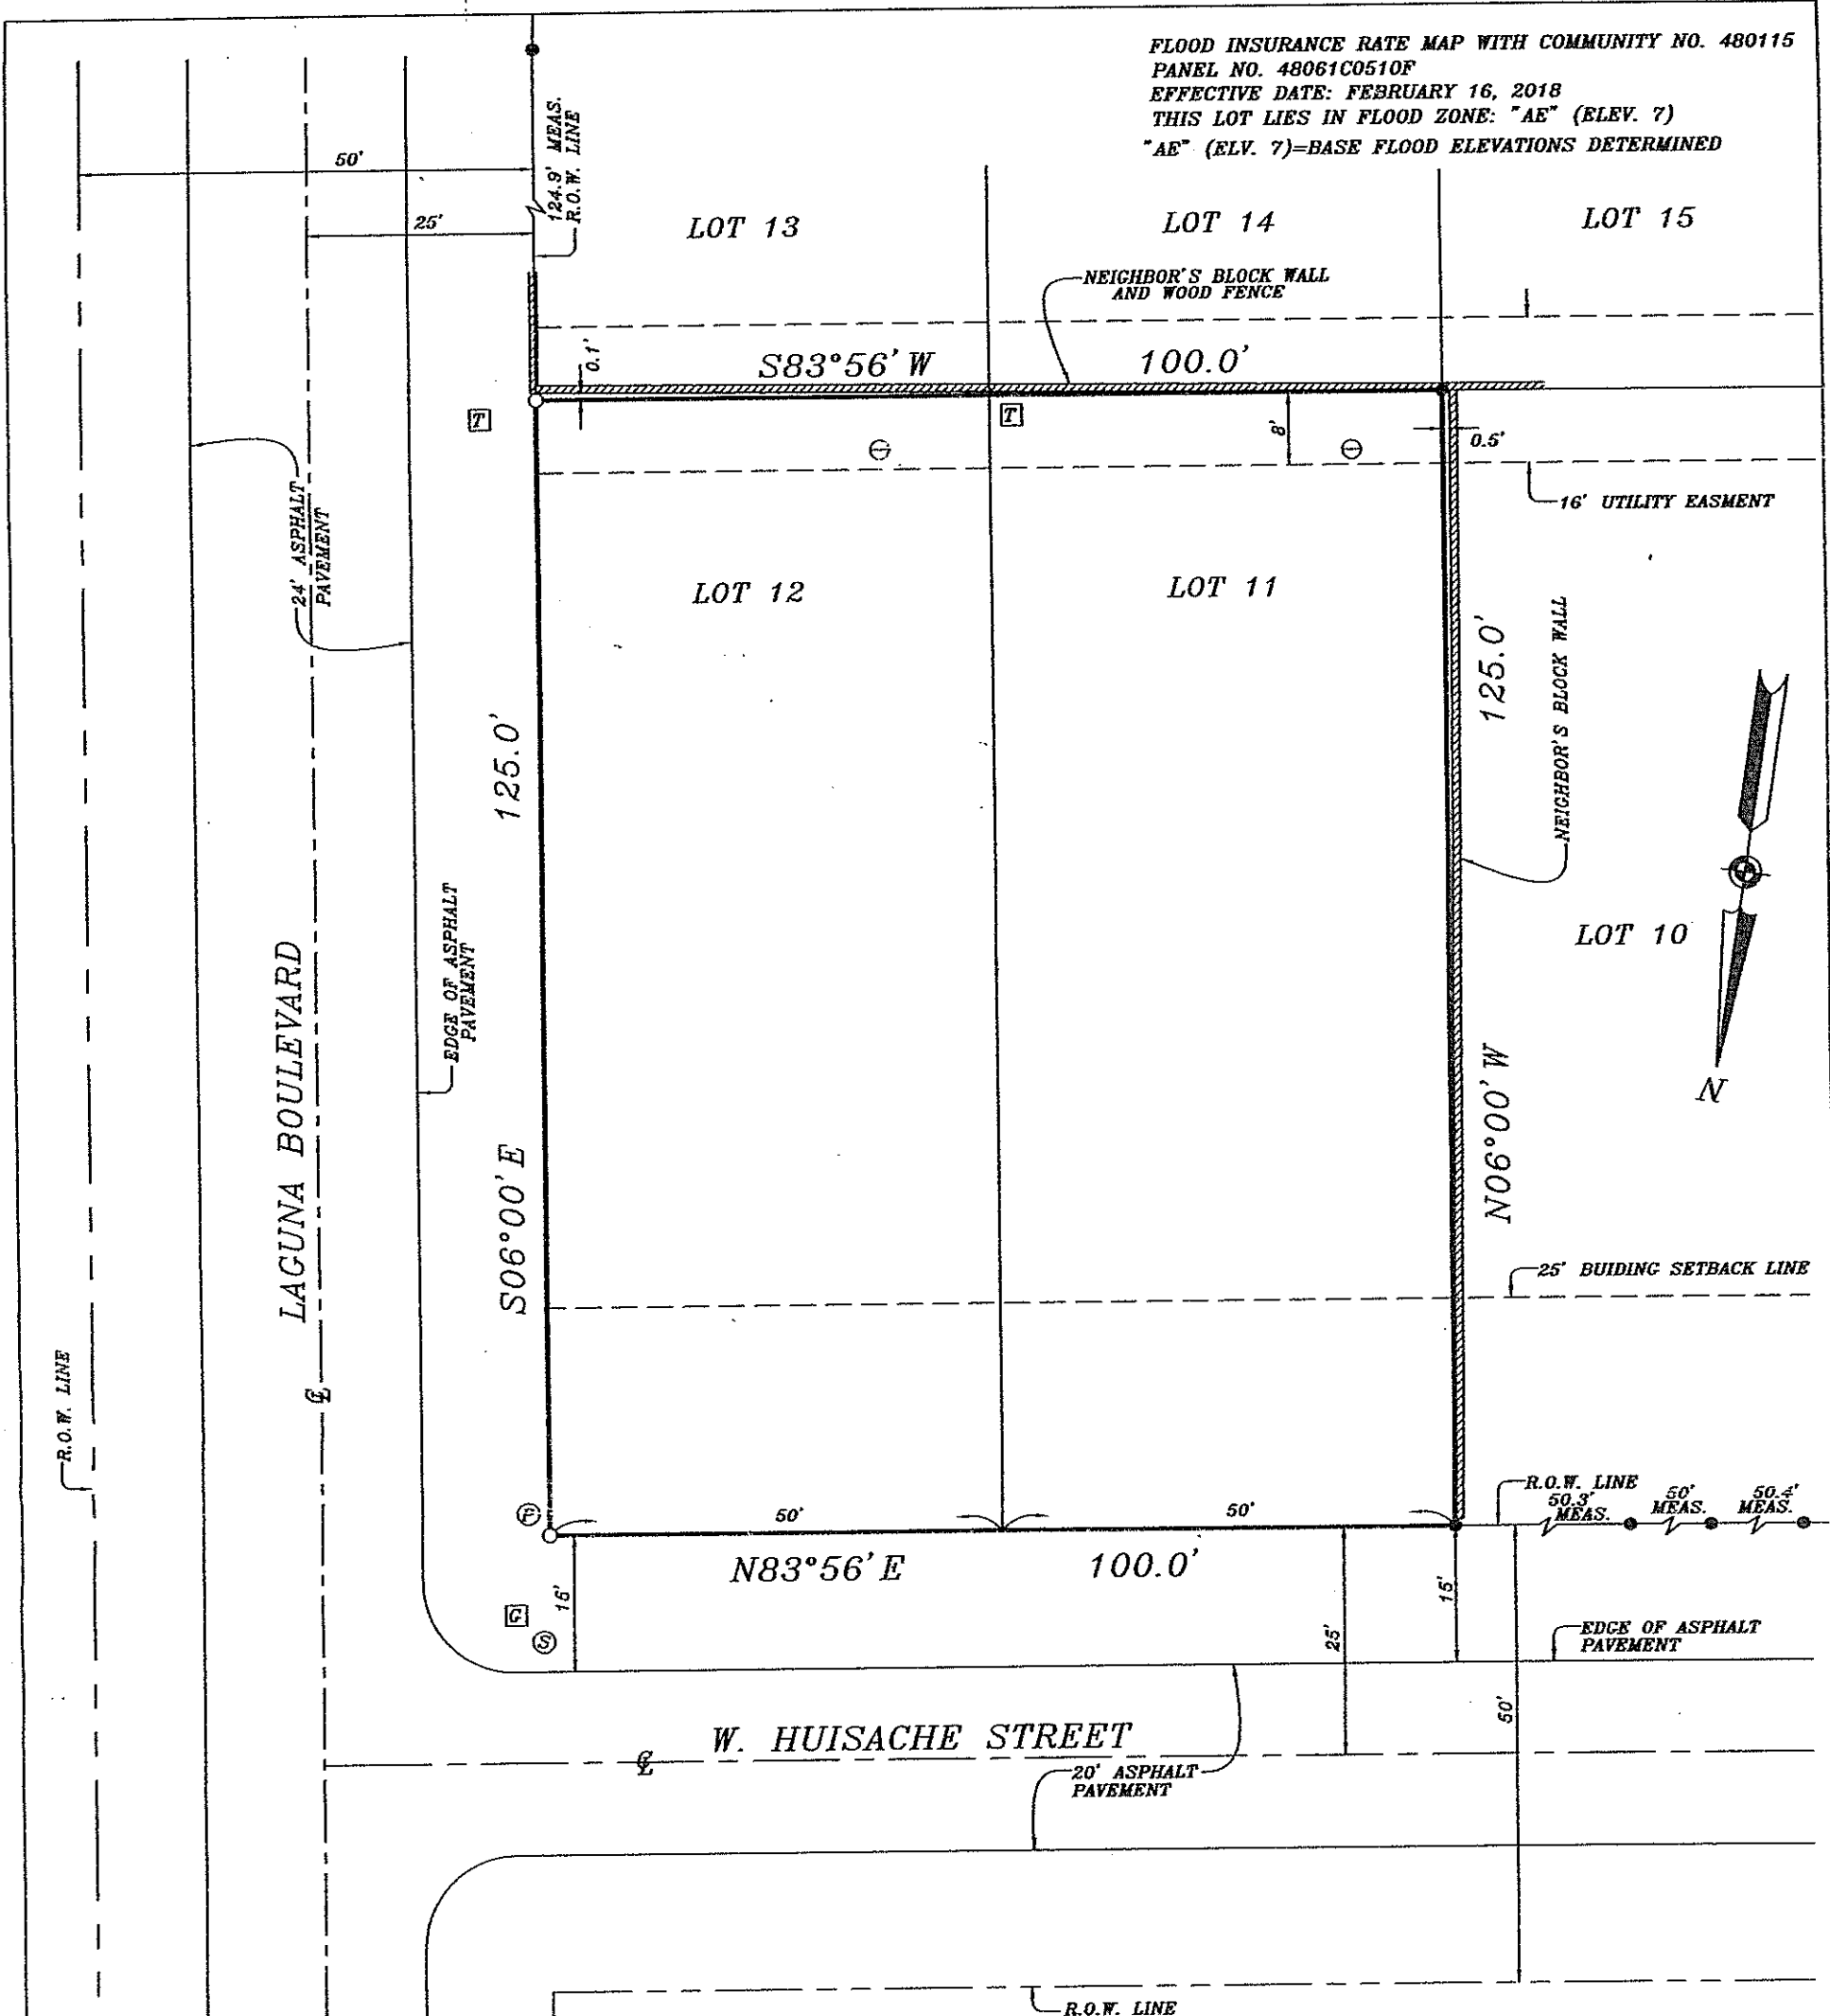 FLOOD INSURANCE RATE MAP WITH COMMUNITY NO. 480115
PANEL NO. 48061C0510F
EFFECTIVE DATE: FEBRUARY 16, 2018
THIS LOT LIES IN FLOOD ZONE: "AE" (ELEV. 7)
"AE" (ELV. 7)=BASE FLOOD ELEVATIONS DETERMINED
50'
25'
124.9' MEAS.
R.O.W. LINE
LOT 13
LOT 14
LOT 15
NEIGHBOR'S BLOCK WALL
AND WOOD FENCE
0.1'
S83°56' W
100.0'
T
T
8'
0.5'
16' UTILITY EASMENT
24' ASPHALT
PAVEMENT
LOT 12
LOT 11
125.0'
125.0'
NEIGHBOR'S BLOCK WALL
EDGE OF ASPHALT
PAVEMENT
LAGUNA BOULEVARD
LOT 10
N
S06°00' E
N06°00' W
25' BUIDING SETBACK LINE
R.O.W. LINE
℄
P
50'
50'
R.O.W. LINE
50.3'
MEAS.
50'
MEAS.
50.4'
MEAS.
N83°56' E
100.0'
16'
G
S
25'
15'
50'
EDGE OF ASPHALT
PAVEMENT
W. HUISACHE STREET
℄
20' ASPHALT
PAVEMENT
R.O.W. LINE